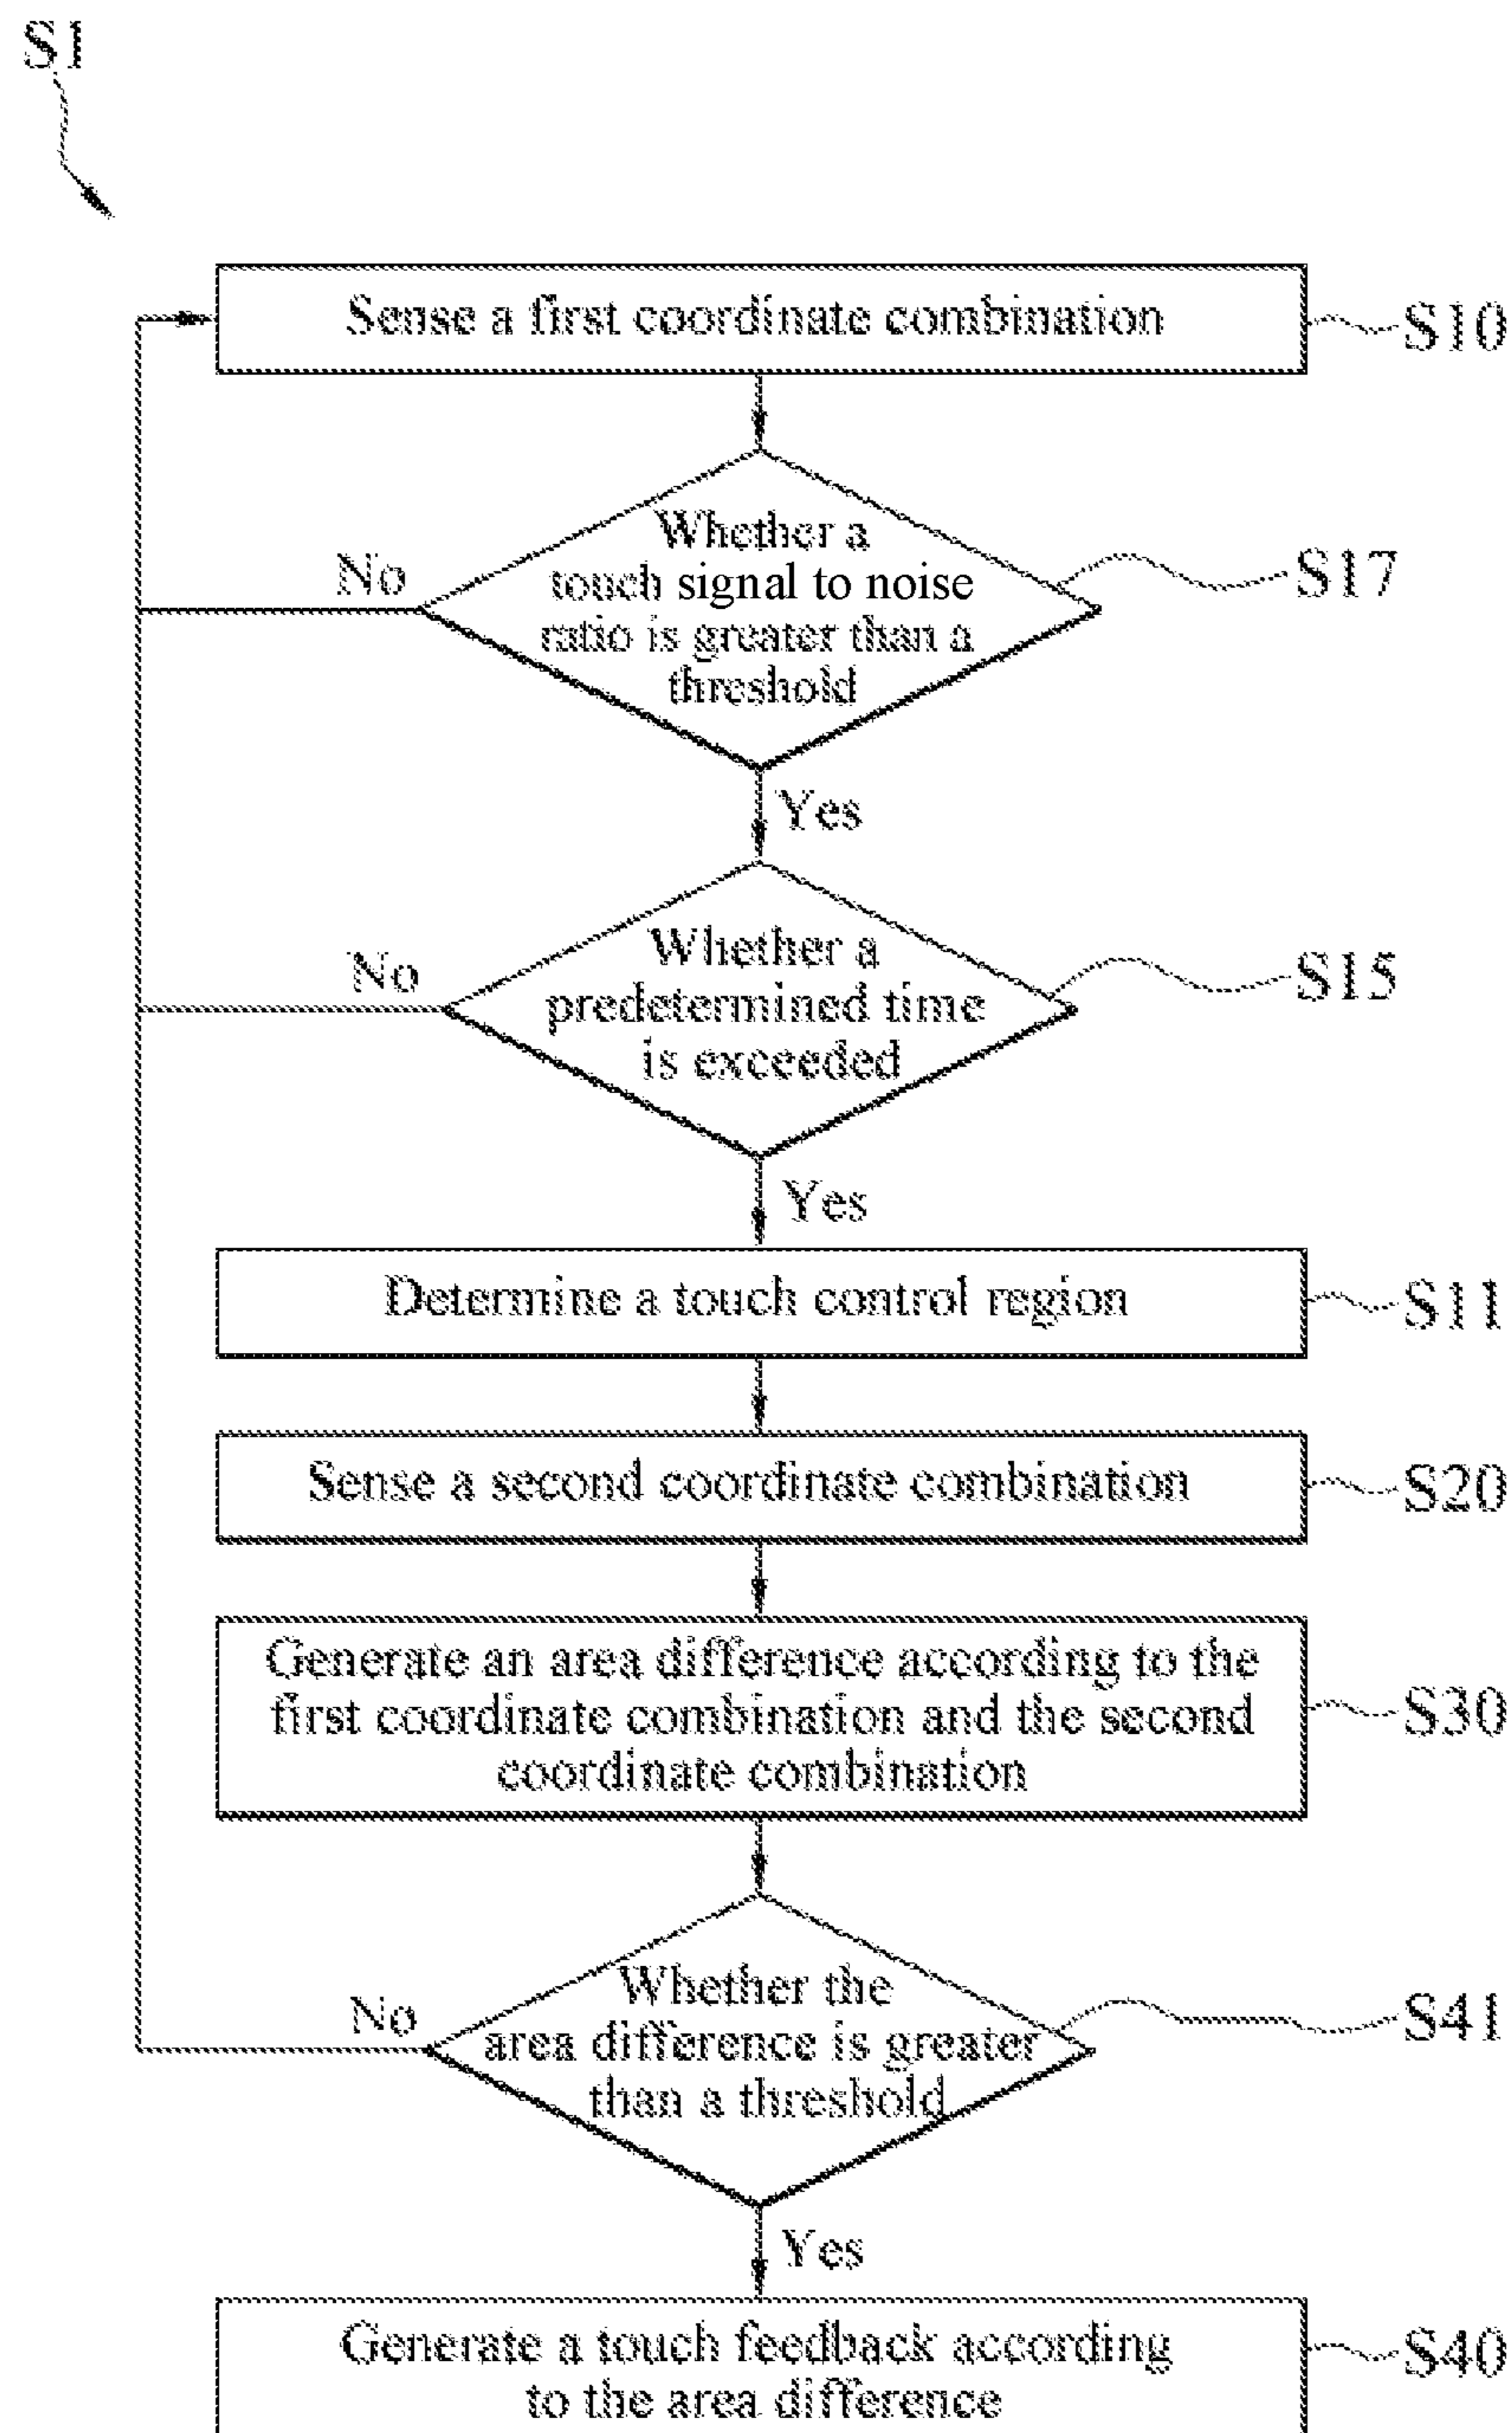 S1
Sense a first coordinate combination
S10
Whether a
touch signal to noise
ratio is greater than a
threshold
S17
No
Yes
Whether a
predetermined time
is exceeded
S15
No
Yes
Determine a touch control region
S11
Sense a second coordinate combination
S20
Generate an area difference according to the
first coordinate combination and the second
coordinate combination
S30
Whether the
area difference is greater
than a threshold
S41
No
Yes
Generate a touch feedback according
to the area difference
S40